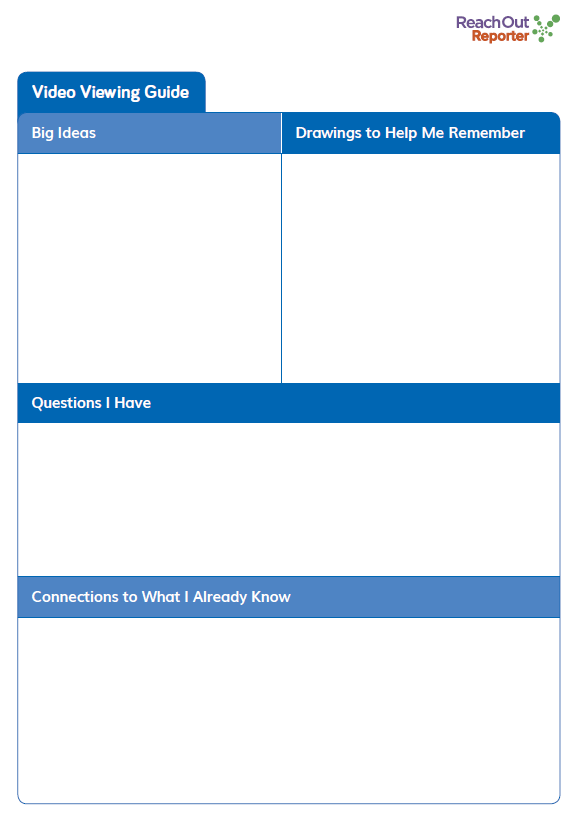 ReachOut
Reporter
Video Viewing Guide
Big Ideas
Drawings to Help Me Remember
Questions I Have
Connections to What I Already Know